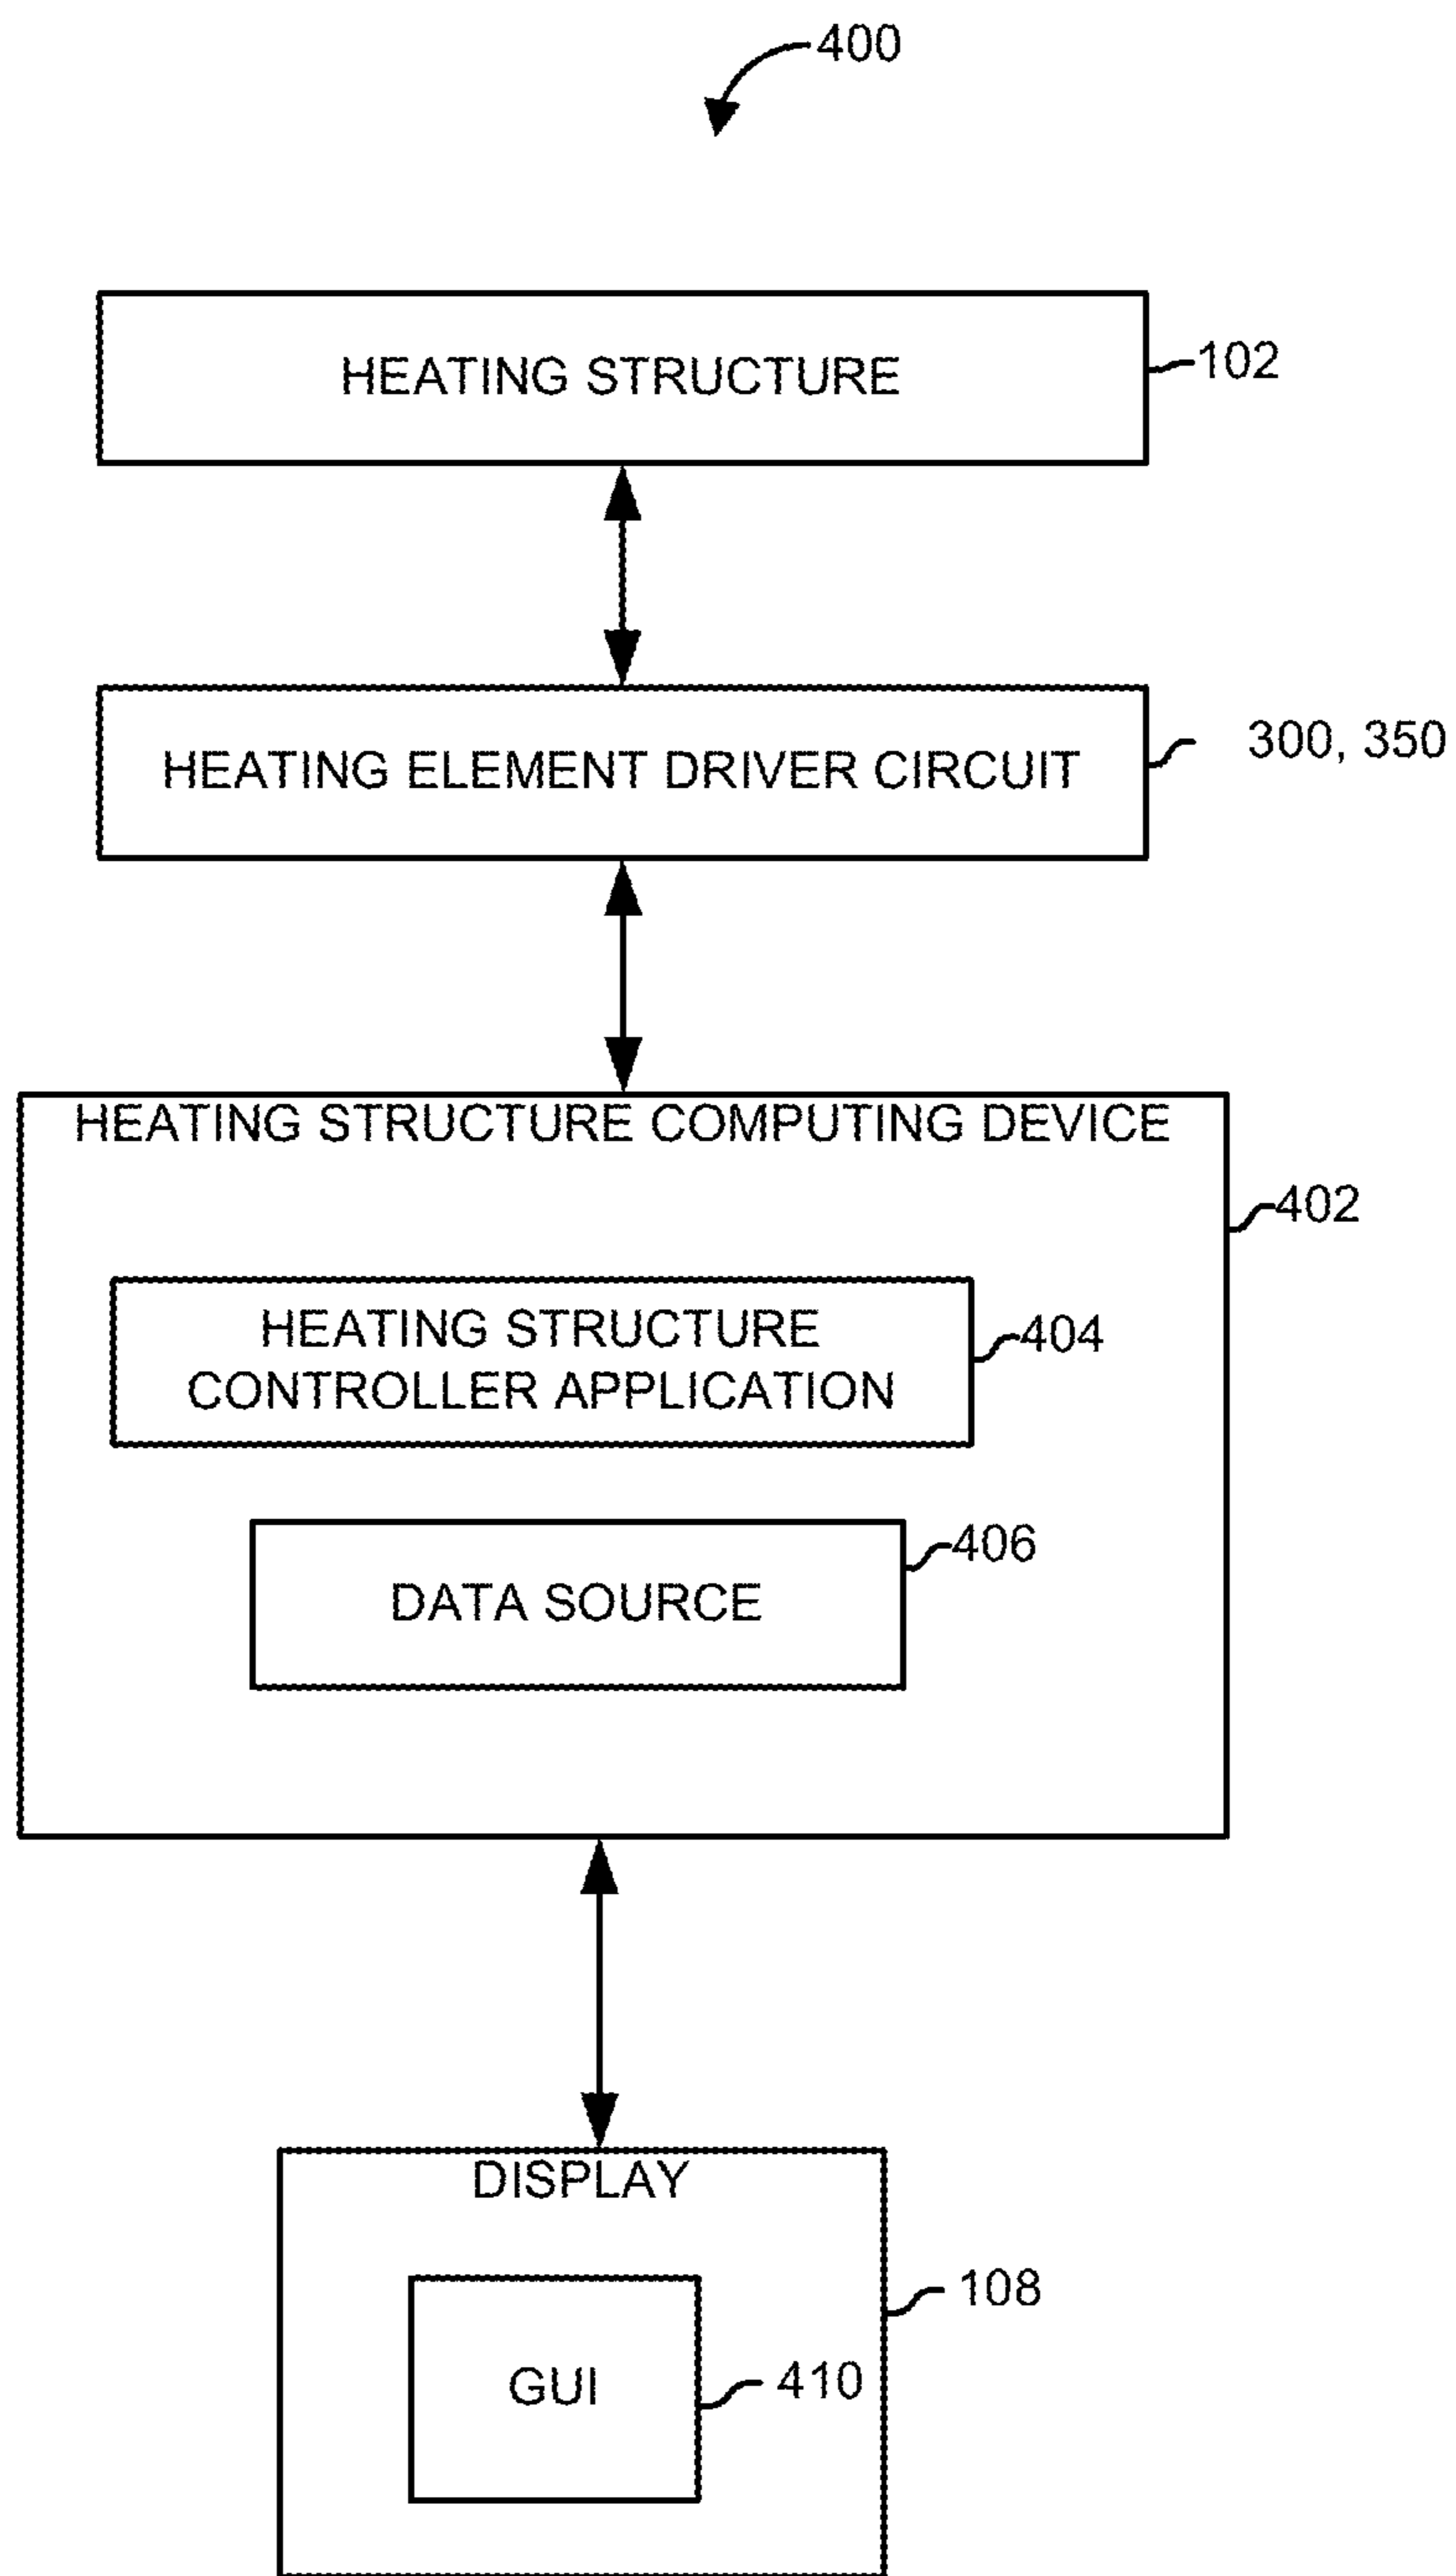 400
HEATING STRUCTURE
102
HEATING ELEMENT DRIVER CIRCUIT
300, 350
HEATING STRUCTURE COMPUTING DEVICE
402
HEATING STRUCTURE
CONTROLLER APPLICATION
404
DATA SOURCE
406
DISPLAY
108
GUI
410